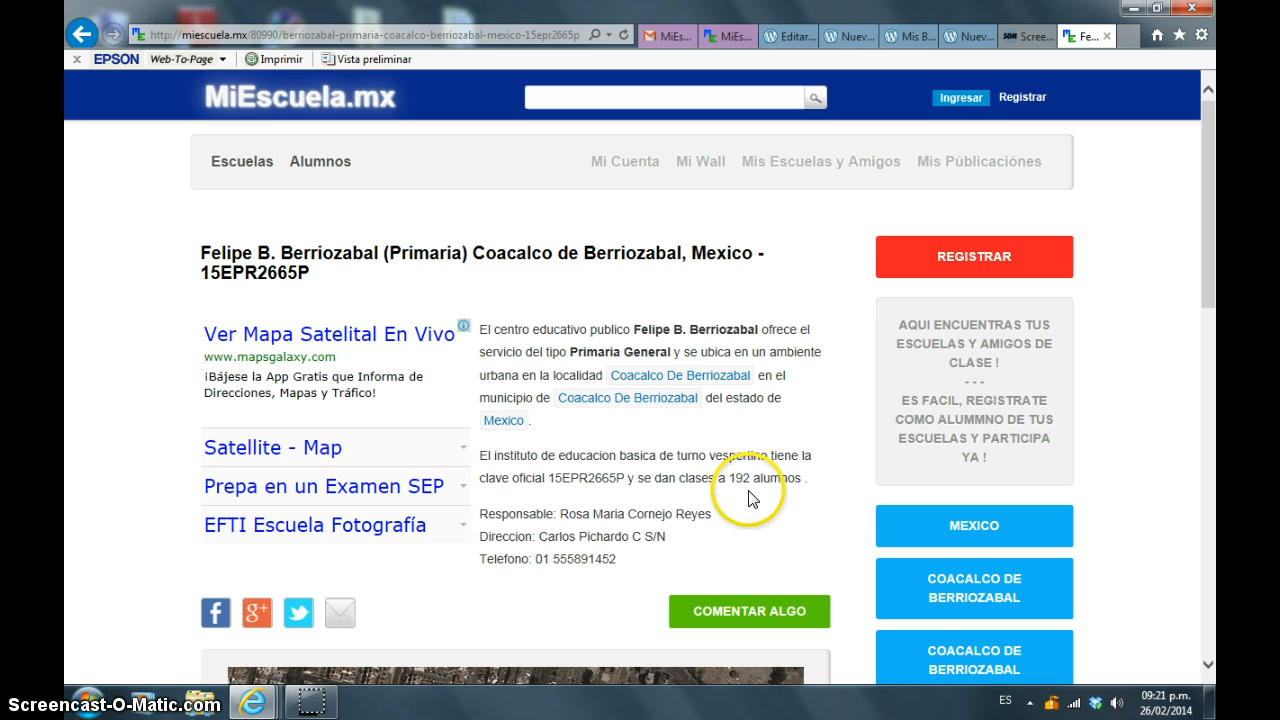 http://miescuela.mx/80990/berriozabal-primaria-coacalco-berriozabal-mexico-15epr2665p
MiEs...
MiEs...
Editar...
Nuev...
Mis B...
Nuev...
Scree...
Fe...
EPSON Web-To-Page Imprimir Vista preliminar
MiEscuela.mx
Ingresar Registrar
Escuelas Alumnos Mi Cuenta Mi Wall Mis Escuelas y Amigos Mis Públicaciónes
Felipe B. Berriozabal (Primaria) Coacalco de Berriozabal, Mexico -
15EPR2665P
Ver Mapa Satelital En Vivo
www.mapsgalaxy.com
¡Bájese la App Gratis que Informa de
Direcciones, Mapas y Tráfico!
Satellite - Map
Prepa en un Examen SEP
EFTI Escuela Fotografía
El centro educativo publico Felipe B. Berriozabal ofrece el
servicio del tipo Primaria General y se ubica en un ambiente
urbana en la localidad Coacalco De Berriozabal en el
municipio de Coacalco De Berriozabal del estado de
Mexico .
El instituto de educacion basica de turno vespertino tiene la
clave oficial 15EPR2665P y se dan clases a 192 alumnos .
Responsable: Rosa Maria Cornejo Reyes
Direccion: Carlos Pichardo C S/N
Telefono: 01 555891452
COMENTAR ALGO
REGISTRAR
AQUI ENCUENTRAS TUS
ESCUELAS Y AMIGOS DE
CLASE !
- - -
ES FACIL, REGISTRATE
COMO ALUMMNO DE TUS
ESCUELAS Y PARTICIPA
YA !
MEXICO
COACALCO DE
BERRIOZABAL
COACALCO DE
BERRIOZABAL
Screencast-O-Matic.com
ES
09:21 p.m.
26/02/2014